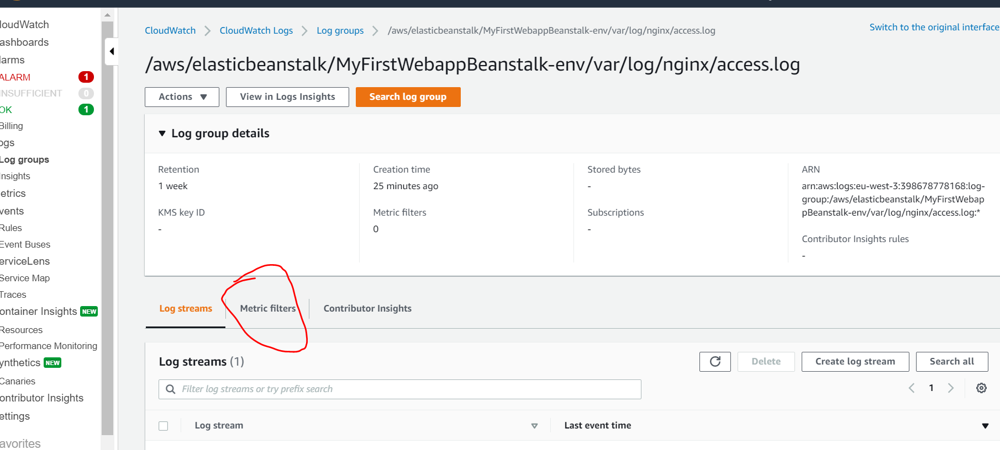 CloudWatch > CloudWatch Logs > Log groups > /aws/elasticbeanstalk/MyFirstWebappBeanstalk-env/var/log/nginx/access.log
Switch to the original interface
/aws/elasticbeanstalk/MyFirstWebappBeanstalk-env/var/log/nginx/access.log
Actions
View in Logs Insights
Search log group
loudWatch
ashboards
larms
ALARM 1
INSUFFICIENT 0
OK 1
Billing
ogs
Log groups
Insights
etrics
vents
Rules
Event Buses
erviceLens
Service Map
Traces
ontainer Insights NEW
Resources
Performance Monitoring
ynthetics NEW
Canaries
ontributor Insights
ettings
avorites
Log group details
Retention
1 week
KMS key ID
-
Creation time
25 minutes ago
Metric filters
0
Stored bytes
-
Subscriptions
-
ARN
arn:aws:logs:eu-west-3:398678778168:log-
group:/aws/elasticbeanstalk/MyFirstWebap
pBeanstalk-env/var/log/nginx/access.log:*
Contributor Insights rules
-
Log streams
Metric filters
Contributor Insights
Log streams (1)
Delete
Create log stream
Search all
Filter log streams or try prefix search
1
Log stream
Last event time